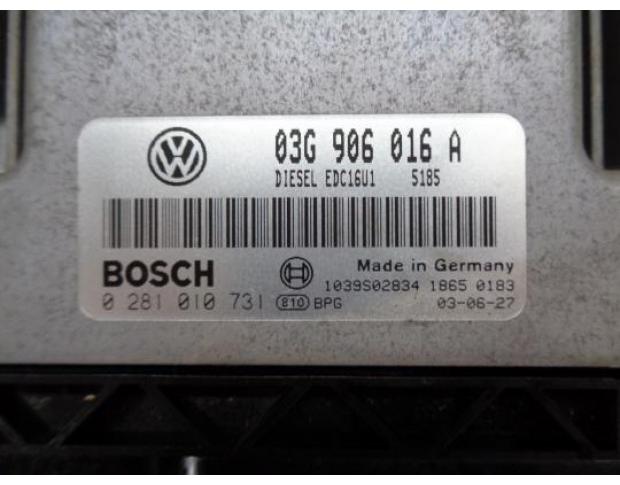 03G 906 016 A
DIESEL EDC16U1 5185
BOSCH
Made in Germany
1039S02834 1865 0183
0 281 010 731 810 BPG 03-06-27